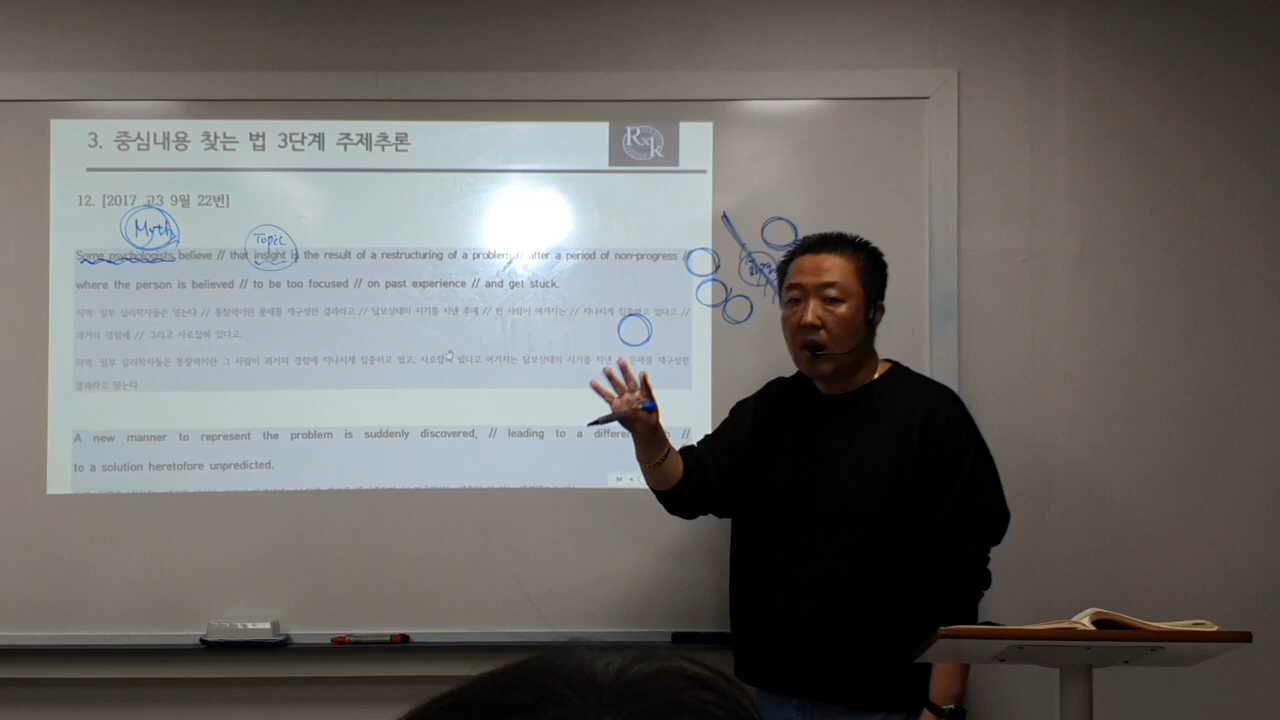 3. 중심내용 찾는 법 3단계 주제추론
RxK
12. [2017 고3 9월 22번]
Myth
Topic
Some psychologists believe // that insight is the result of a restructuring of a problem // after a period of non-progress /
where the person is believed // to be too focused // on past experience // and get stuck.
직역: 일부 심리학자들은 믿는다 // 통찰력이란 문제를 재구성한 결과라고 // 답보상태의 시기를 지낸 후에 // 한 사람이 여겨지는 // 지나치게 집중하고 있다고 //
과거의 경험에 // 그리고 사로잡혀 있다고.
의역: 일부 심리학자들은 통찰력이란 그 사람이 과거의 경험에 지나치게 집중하고 있고, 사로잡혀 있다고 여겨지는 답보상태의 시기를 지낸 후 문제를 재구성한
결과라고 믿는다.
A new manner to represent the problem is suddenly discovered, // leading to a different //
to a solution heretofore unpredicted.